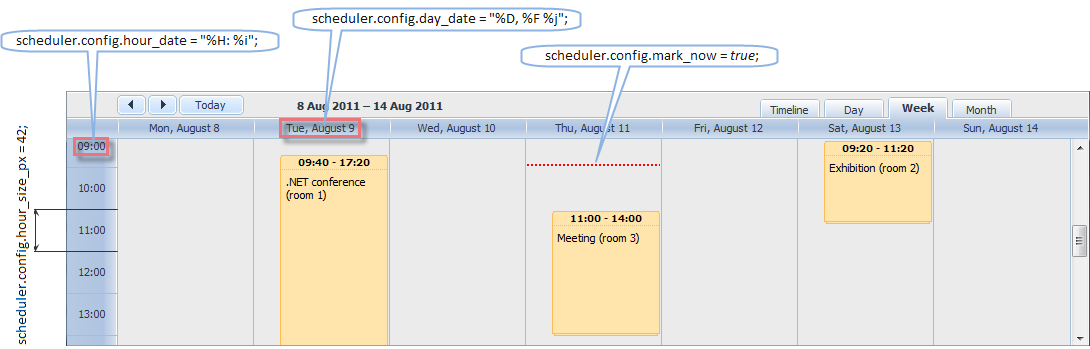 scheduler.config.day_date = "%D, %F %j";
scheduler.config.hour_date = "%H: %i";
scheduler.config.mark_now = true;
Today
8 Aug 2011 – 14 Aug 2011
Timeline
Day
Week
Month
Mon, August 8
Tue, August 9
Wed, August 10
Thu, August 11
Fri, August 12
Sat, August 13
Sun, August 14
scheduler.config.hour_size_px = 42;
09:00
10:00
11:00
12:00
13:00
09:40 - 17:20
.NET conference
(room 1)
11:00 - 14:00
Meeting (room 3)
09:20 - 11:20
Exhibition (room 2)